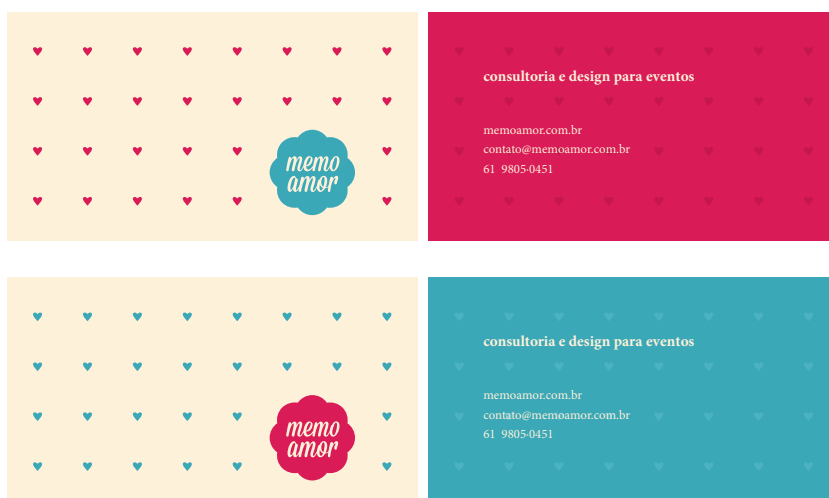 memo
amor
consultoria e design para eventos
memoamor.com.br
contato@memoamor.com.br
61 9805-0451
memo
amor
consultoria e design para eventos
memoamor.com.br
contato@memoamor.com.br
61 9805-0451